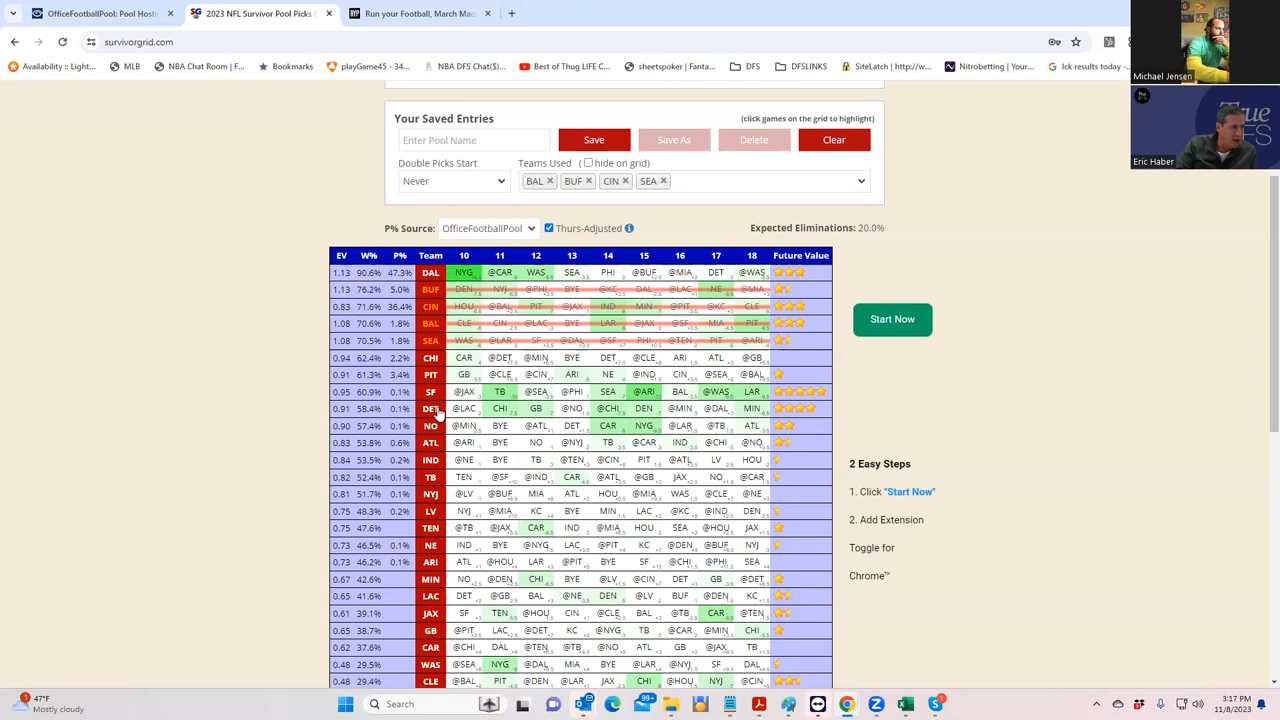 OfficeFootballPool: Pool Hosti
2023 NFL Survivor Pool Picks G
Run your Football, March Mad
survivorgrid.com
Availability :: Light...
MLB
NBA Chat Room | F...
Bookmarks
playGame45 - 34...
NBA DFS Chat($)...
Best of Thug LIFE C...
sheetspoker | Fanta...
DFS
DFSLINKS
SiteLatch | http://w...
Nitrobetting | Your...
Ick results today -...
Michael Jensen
Eric Haber
Your Saved Entries
(click games on the grid to highlight)
Enter Pool Name
Save
Save As
Delete
Clear
Double Picks Start
Teams Used ( hide on grid)
Never
BAL BUF CIN SEA
P% Source: OfficeFootballPool Thurs-Adjusted
Expected Eliminations: 20.0%
EV W% P% Team 10 11 12 13 14 15 16 17 18 Future Value
1.13 90.6% 47.3% DAL NYG @CAR WAS SEA PHI @BUF @MIA DET @WAS
1.13 76.2% 5.0% BUF DEN NYJ @PHI BYE @KC DAL @LAC NE @MIA
0.83 71.6% 36.4% CIN HOU @BAL PIT @JAX IND MIN @PIT @KC CLE
1.08 70.6% 1.8% BAL CLE CIN @LAC BYE LAR @JAX @SF MIA PIT
1.08 70.5% 1.8% SEA WAS @LAR SF @DAL @SF PHI @TEN PIT @ARI
0.94 62.4% 2.2% CHI CAR @DET @MIN BYE DET @CLE ARI ATL @GB
0.91 61.3% 3.4% PIT GB @CLE @CIN ARI NE @IND CIN @SEA @BAL
0.95 60.9% 0.1% SF @JAX TB @SEA @PHI SEA @ARI BAL @WAS LAR
0.91 58.4% 0.1% DET @LAC CHI GB @NO @CHI DEN @MIN @DAL MIN
0.90 57.4% 0.1% NO @MIN BYE @ATL DET CAR NYG @LAR @TB ATL
0.83 53.8% 0.6% ATL @ARI BYE NO @NYJ TB @CAR IND @CHI @NO
0.84 53.5% 0.2% IND @NE BYE TB @TEN @CIN PIT @ATL LV HOU
0.82 52.4% 0.1% TB TEN @SF @IND CAR @ATL @GB JAX NO @CAR
0.81 51.7% 0.1% NYJ @LV @BUF MIA ATL HOU @MIA WAS @CLE @NE
0.75 48.3% 0.2% LV NYJ @MIA KC BYE MIN LAC @KC @IND DEN
0.75 47.6% TEN @TB @JAX CAR IND @MIA HOU SEA @HOU JAX
0.73 46.5% 0.1% NE IND BYE @NYG LAC @PIT KC @DEN @BUF NYJ
0.73 46.2% 0.1% ARI ATL @HOU LAR @PIT BYE SF @CHI @PHI SEA
0.67 42.6% MIN NO @DEN CHI BYE @LV @CIN DET GB @DET
0.65 41.6% LAC DET @GB BAL @NE DEN @LV BUF @DEN KC
0.61 39.1% JAX SF TEN @HOU CIN @CLE BAL @TB CAR @TEN
0.65 38.7% GB @PIT LAC @DET KC @NYG TB @CAR @MIN CHI
0.62 37.6% CAR @CHI DAL @TEN @TB @NO ATL GB @JAX TB
0.48 29.5% WAS @SEA NYG @DAL MIA BYE @LAR @NYJ SF DAL
0.48 29.4% CLE @BAL PIT @DEN @LAR JAX CHI @HOU NYJ @CIN
Start Now
2 Easy Steps
1. Click "Start Now"
2. Add Extension
Toggle for
Chrome™
47°F
Mostly cloudy
Search
99+
3:17 PM
11/8/2023